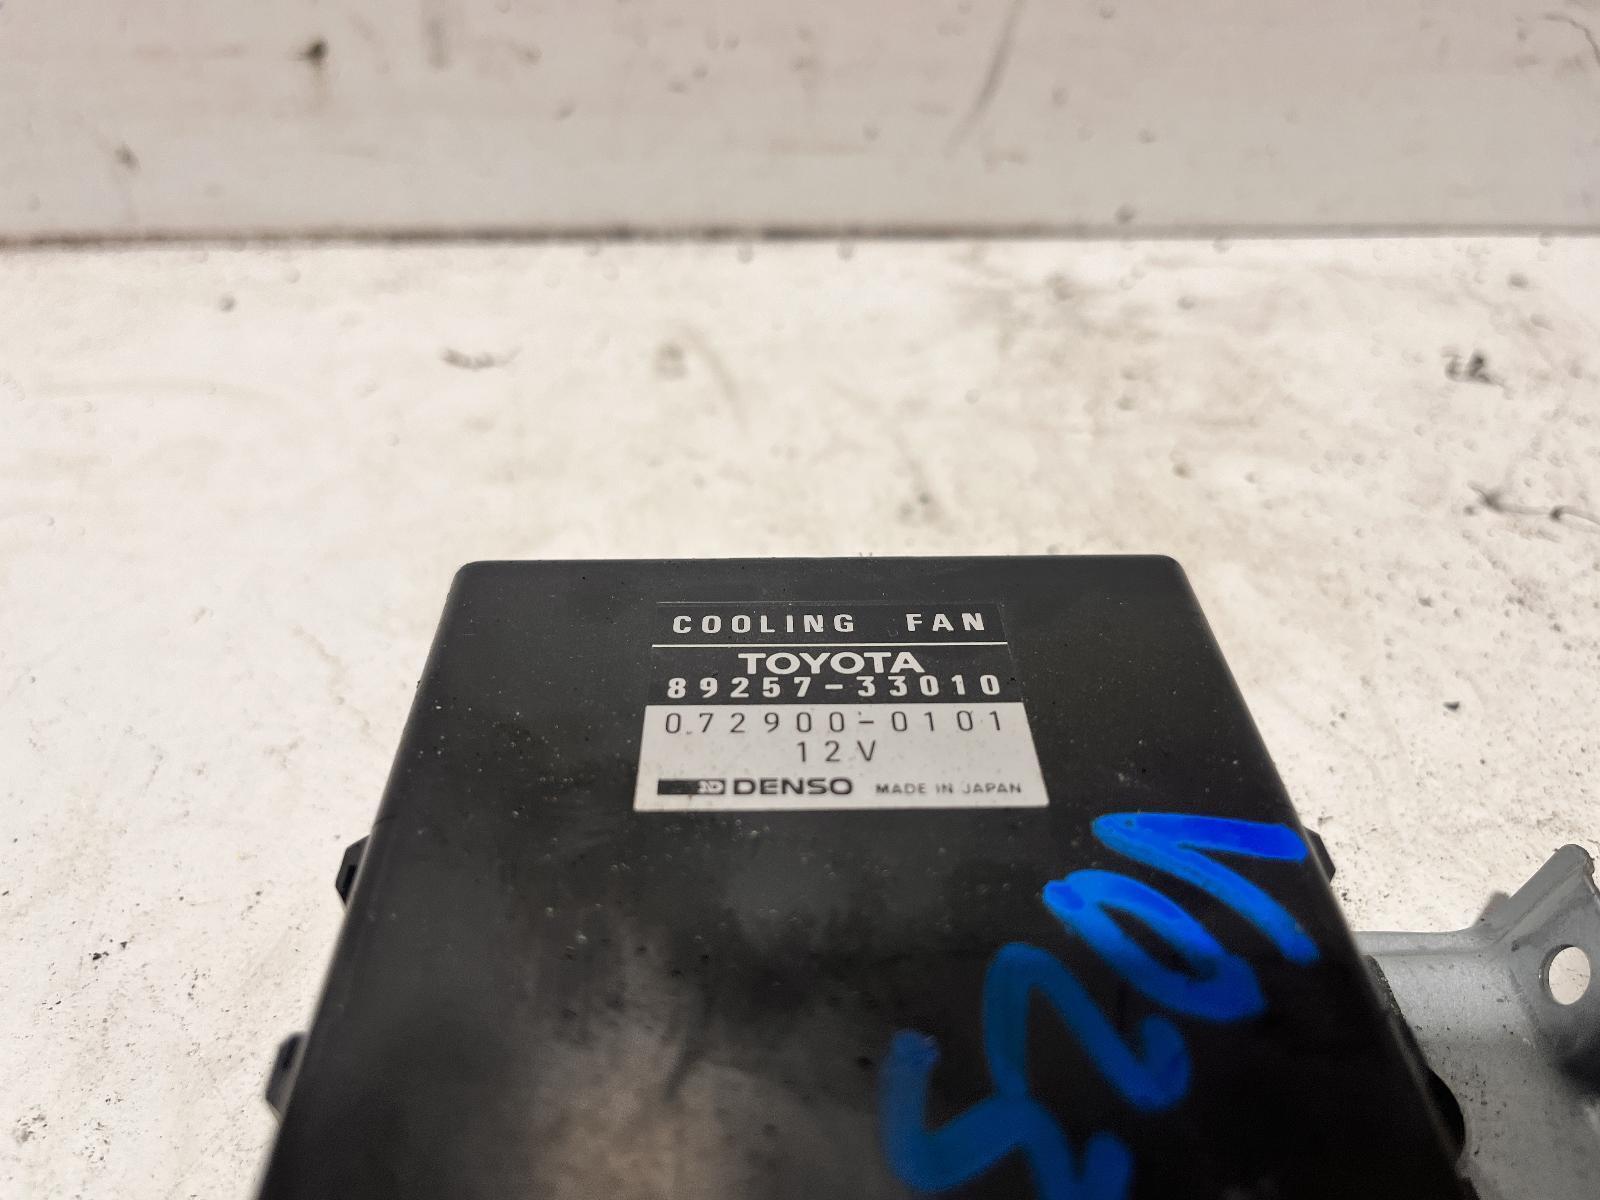 COOLING FAN
TOYOTA
89257-33010
072900-0101
12V
DENSO MADE IN JAPAN